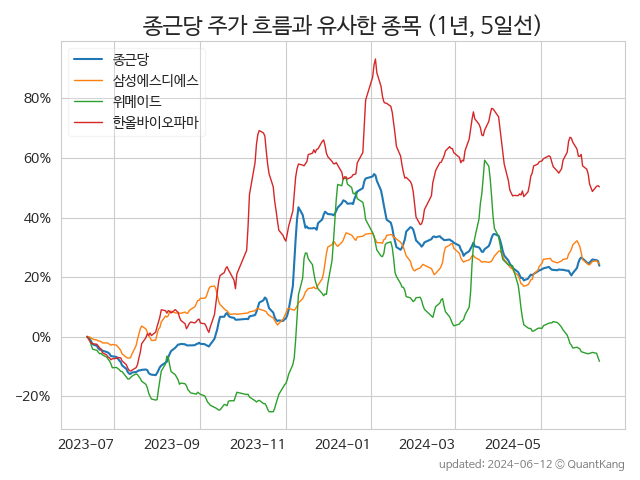 종근당 주가 흐름과 유사한 종목 (1년, 5일선)
종근당
삼성에스디에스
위메이드
한올바이오파마
80%
60%
40%
20%
0%
−20%
2023−07 2023−09 2023−11 2024−01 2024−03 2024−05
updated: 2024-06-12 © QuantKang